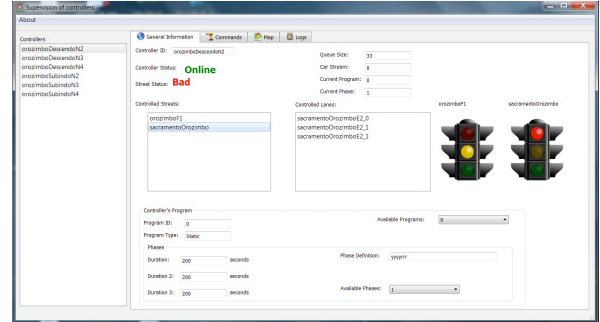 Supervision of controllers
About
Controllers
orozimboDescendoN2
orozimboDescendoN3
orozimboDescendoN4
orozimboSubindoN2
orozimboSubindoN3
orozimboSubindoN4
General Information Commands Map Logs
Controller ID: orozimboDescendoN2
Controller Status: Online
Street Status: Bad
Queue Size: 33
Car Stream: 8
Current Program: 0
Current Phase: 1
Controlled Streets:
orozimboF1
sacramentoOrozimbo
Controlled Lanes:
sacramentoOrozimboE2_0
sacramentoOrozimboE2_1
sacramentoOrozimboE2_1
orozimboF1
sacramentoOrozimbo
Controller's Program
Program ID: 0
Available Programs: 0
Program Type: Static
Phases
Duration: 200 seconds
Phase Definition: yyyrrr
Duration 2: 200 seconds
Duration 3: 200 seconds
Available Phases: 1